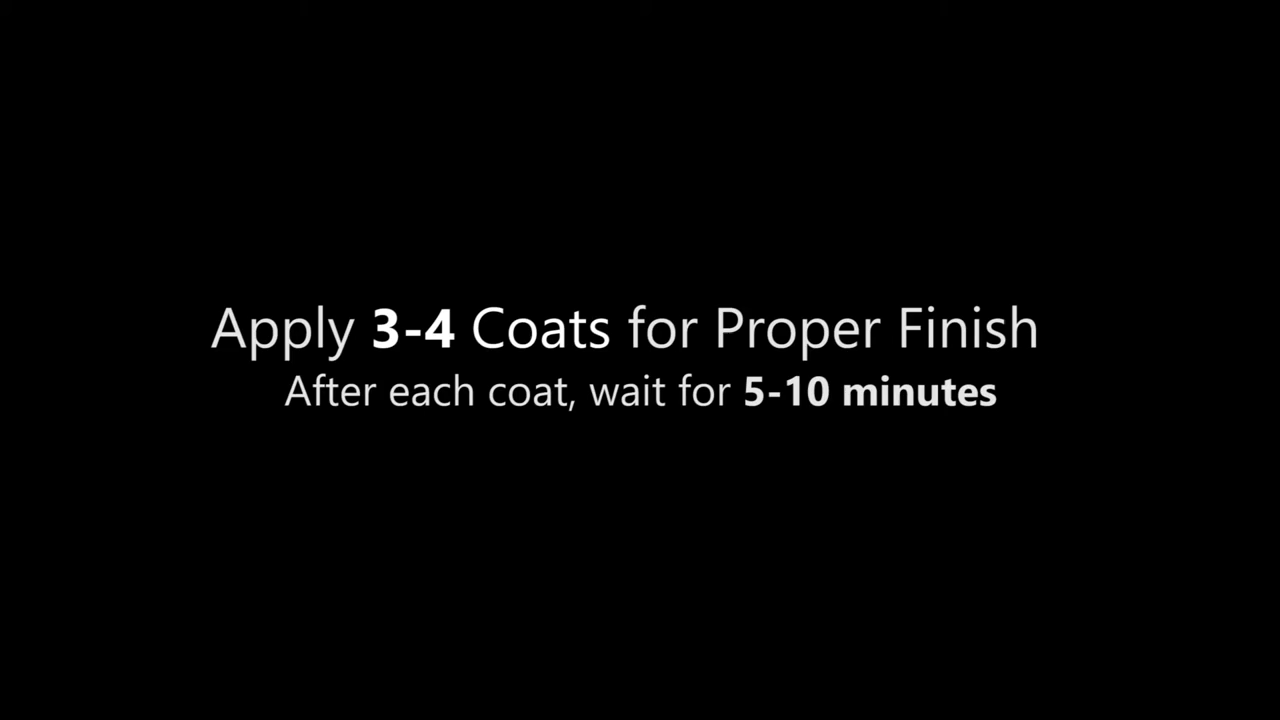 Apply 3-4 Coats for Proper Finish
After each coat, wait for 5-10 minutes